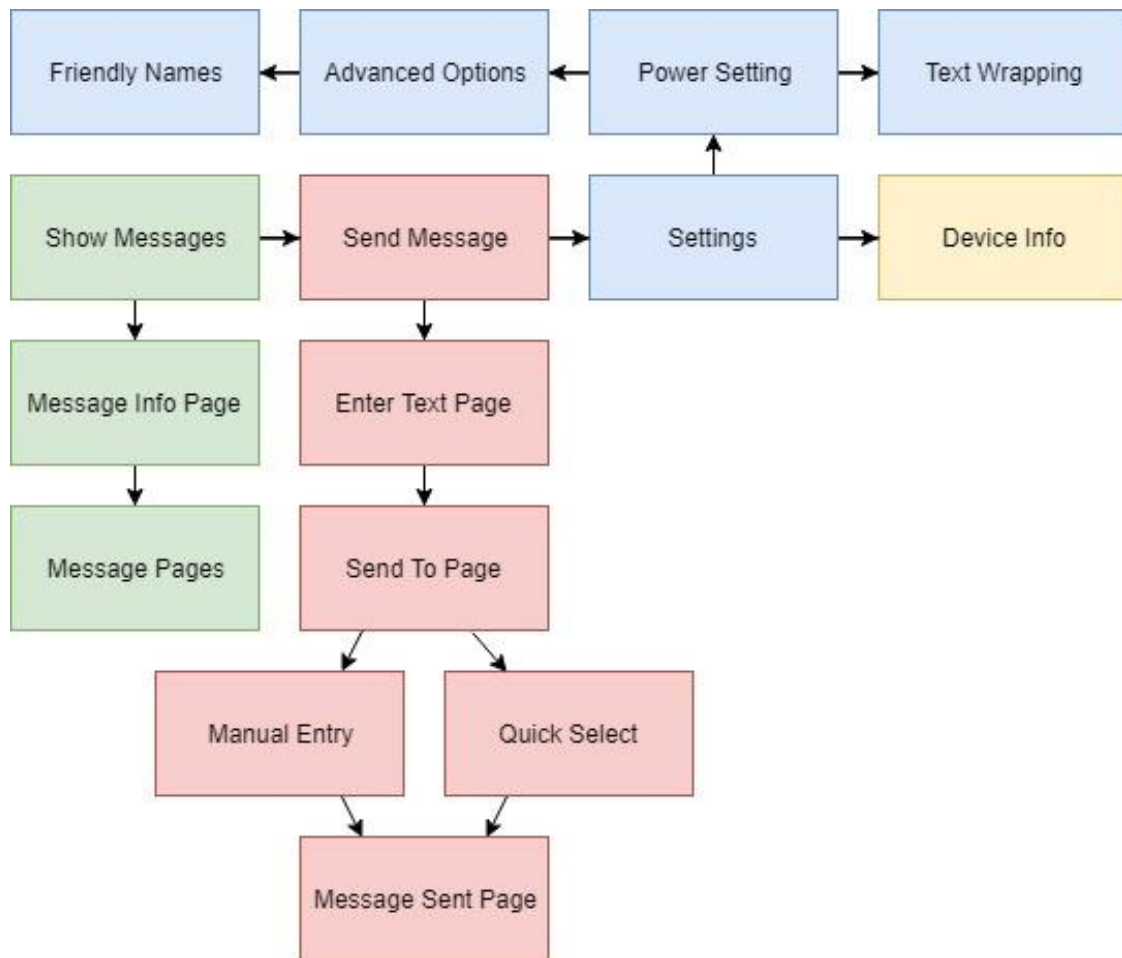 Friendly Names
Advanced Options
Power Setting
Text Wrapping
Show Messages
Send Message
Settings
Device Info
Message Info Page
Enter Text Page
Message Pages
Send To Page
Manual Entry
Quick Select
Message Sent Page